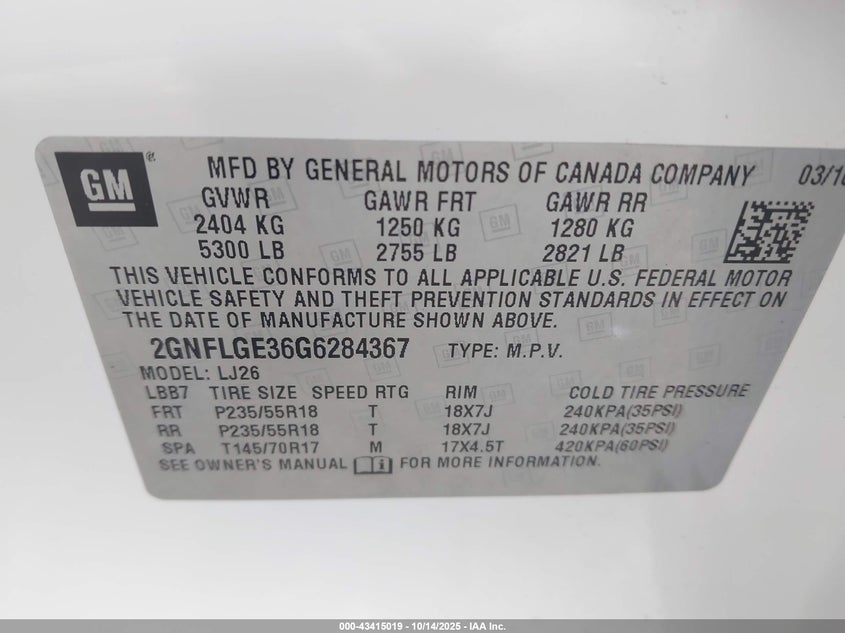 GM ® MFD BY GENERAL MOTORS OF CANADA COMPANY 03/16
GVWR GAWR FRT GAWR RR
2404 KG 1250 KG 1280 KG
5300 LB 2755 LB 2821 LB
THIS VEHICLE CONFORMS TO ALL APPLICABLE U.S. FEDERAL MOTOR
VEHICLE SAFETY AND THEFT PREVENTION STANDARDS IN EFFECT ON
THE DATE OF MANUFACTURE SHOWN ABOVE.
2GNFLGE36G6284367 TYPE: M.P.V.
MODEL: LJ26
LBB7 TIRE SIZE SPEED RTG RIM COLD TIRE PRESSURE
FRT P235/55R18 T 18X7J 240KPA(35PSI)
RR P235/55R18 T 18X7J 240KPA(35PSI)
SPA T145/70R17 M 17X4.5T 420KPA(60PSI)
SEE OWNER'S MANUAL FOR MORE INFORMATION.
000-43415019 - 10/14/2025 - IAA Inc.